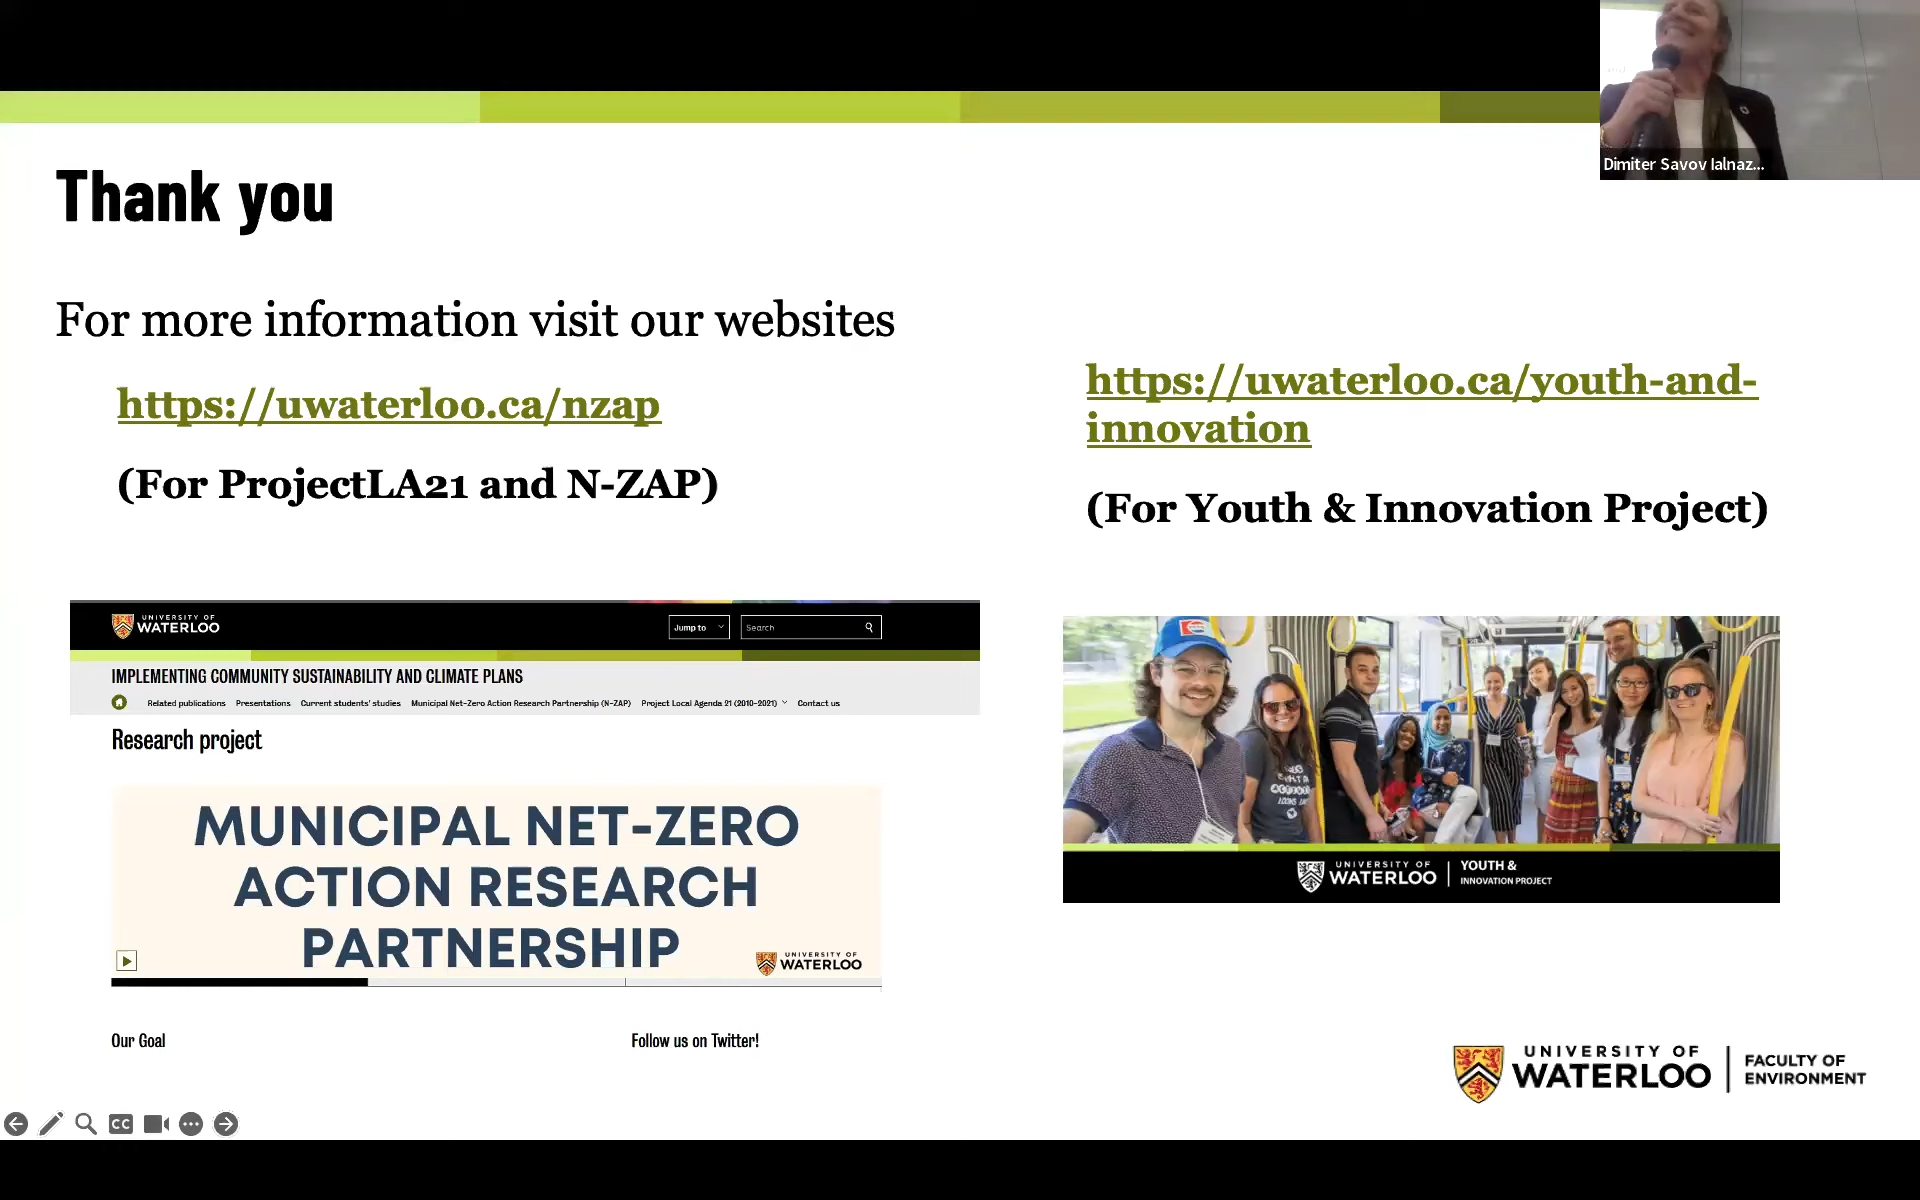 Dimiter Savov Ialnaz...
Thank you
For more information visit our websites
https://uwaterloo.ca/nzap
(For ProjectLA21 and N-ZAP)
https://uwaterloo.ca/youth-and-
innovation
(For Youth & Innovation Project)
UNIVERSITY OF
WATERLOO
Jump to
Search
IMPLEMENTING COMMUNITY SUSTAINABILITY AND CLIMATE PLANS
Related publications Presentations Current students' studies Municipal Net-Zero Action Research Partnership (N-ZAP) Project Local Agenda 21 (2010-2021) Contact us
Research project
MUNICIPAL NET-ZERO
ACTION RESEARCH
PARTNERSHIP
UNIVERSITY OF
WATERLOO
Our Goal
Follow us on Twitter!
UNIVERSITY OF
WATERLOO
YOUTH &
INNOVATION PROJECT
UNIVERSITY OF
WATERLOO
FACULTY OF
ENVIRONMENT
CC